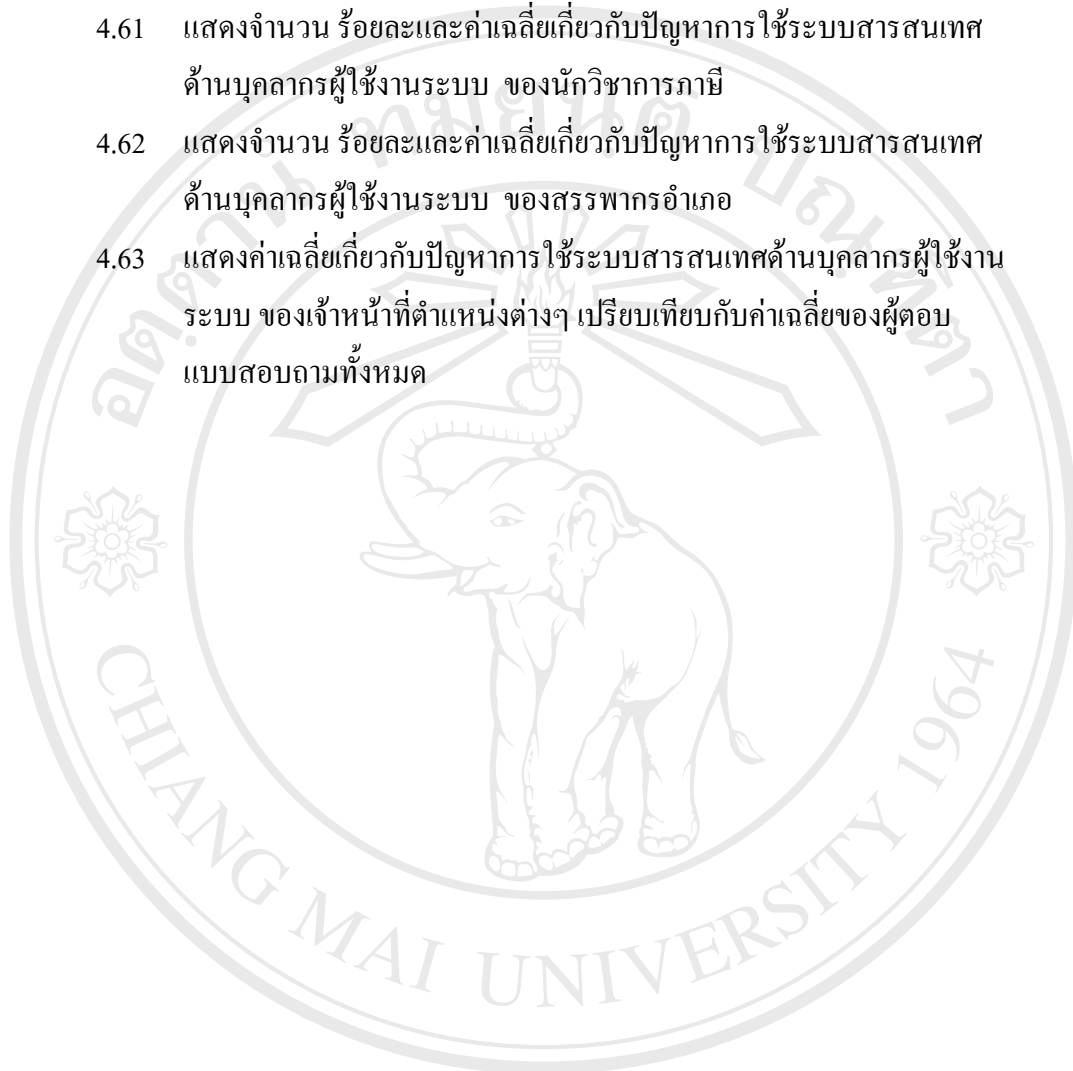 4.61 แสดงจำนวน ร้อยละและค่าเฉลี่ยเกี่ยวกับปัญหาการใช้ระบบสารสนเทศ
ด้านบุคลากรผู้ใช้งานระบบ ของนักวิชาการภาษี
4.62 แสดงจำนวน ร้อยละและค่าเฉลี่ยเกี่ยวกับปัญหาการใช้ระบบสารสนเทศ
ด้านบุคลากรผู้ใช้งานระบบ ของสรรพากรอำเภอ
4.63 แสดงค่าเฉลี่ยเกี่ยวกับปัญหาการใช้ระบบสารสนเทศด้านบุคลากรผู้ใช้งาน
ระบบ ของเจ้าหน้าที่ตำแหน่งต่างๆ เปรียบเทียบกับค่าเฉลี่ยของผู้ตอบ
แบบสอบถามทั้งหมด
อตฺตานํ ทมยนฺติ ปณฺฑิตา
CHIANG MAI UNIVERSITY 1964